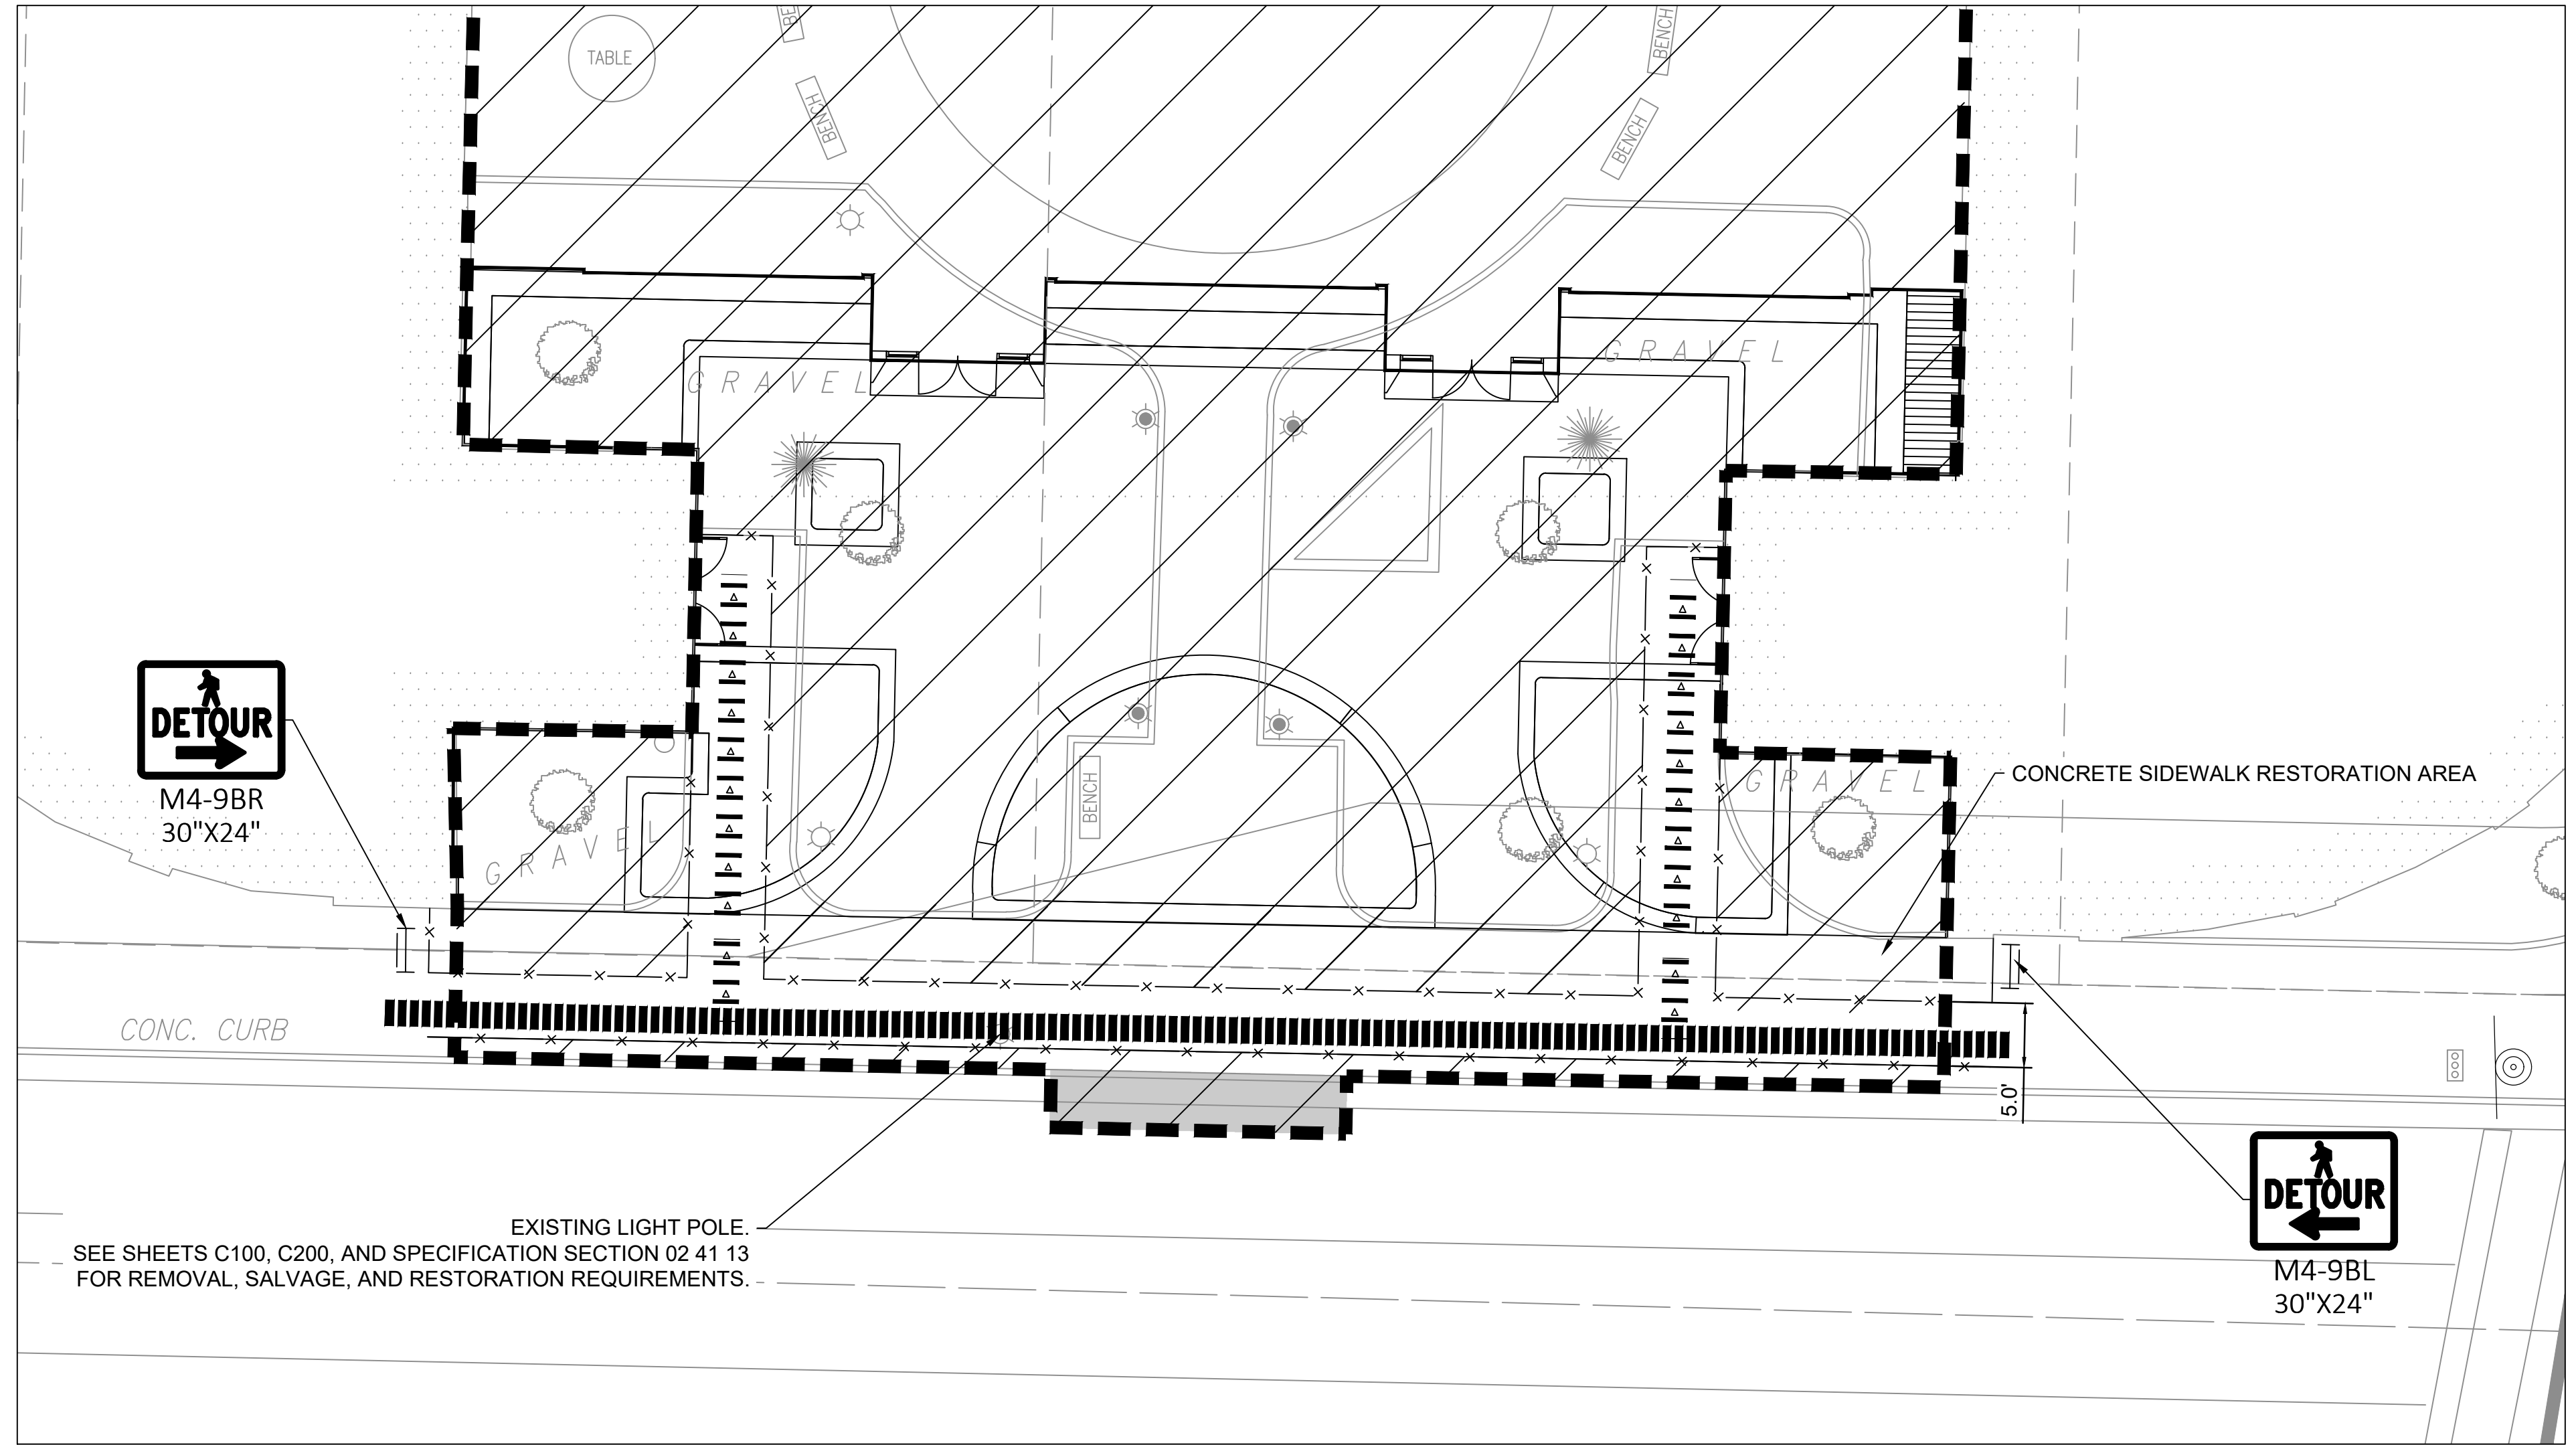 BE
BENCH
TABLE
BENCH
BENCH
GRAVEL
GRAVEL
DETOUR
M4-9BR
30"X24"
BENCH
GRAVEL
GRAVEL
CONCRETE SIDEWALK RESTORATION AREA
CONC. CURB
5.0'
EXISTING LIGHT POLE.
SEE SHEETS C100, C200, AND SPECIFICATION SECTION 02 41 13
FOR REMOVAL, SALVAGE, AND RESTORATION REQUIREMENTS.
DETOUR
M4-9BL
30"X24"